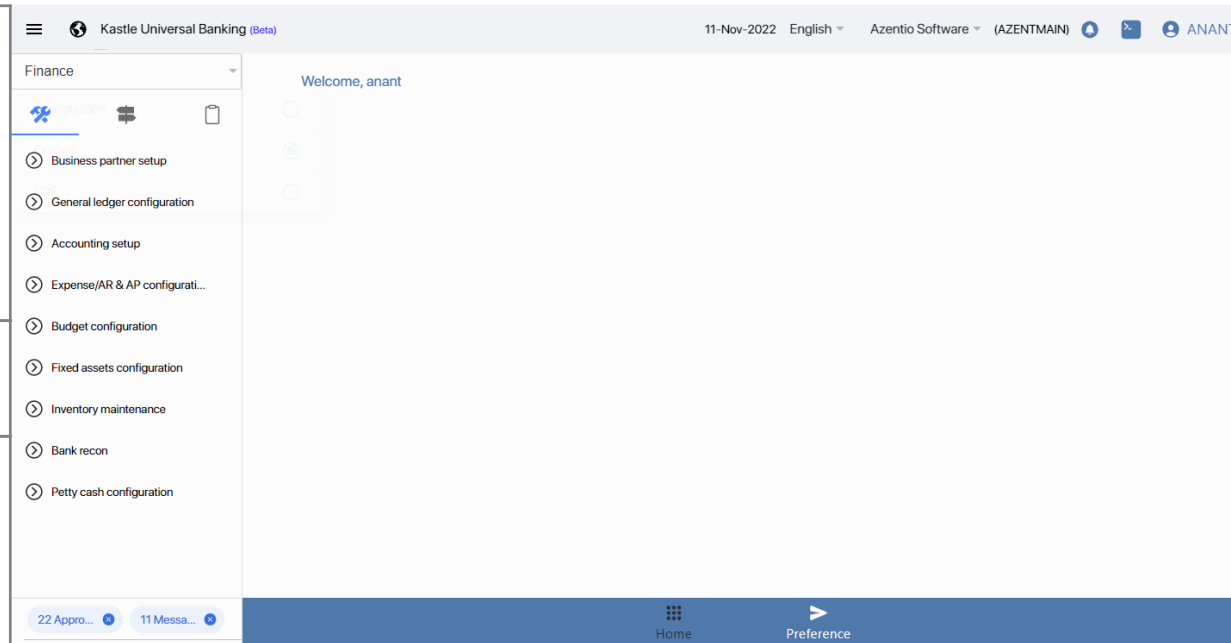 Kastle Universal Banking (Beta)
11-Nov-2022 English Azentio Software (AZENTMAIN) ANANT
Finance
Welcome, anant
Business partner setup
General ledger configuration
Accounting setup
Expense/AR & AP configurati...
Budget configuration
Fixed assets configuration
Inventory maintenance
Bank recon
Petty cash configuration
22 Appro... 11 Messa...
Home Preference